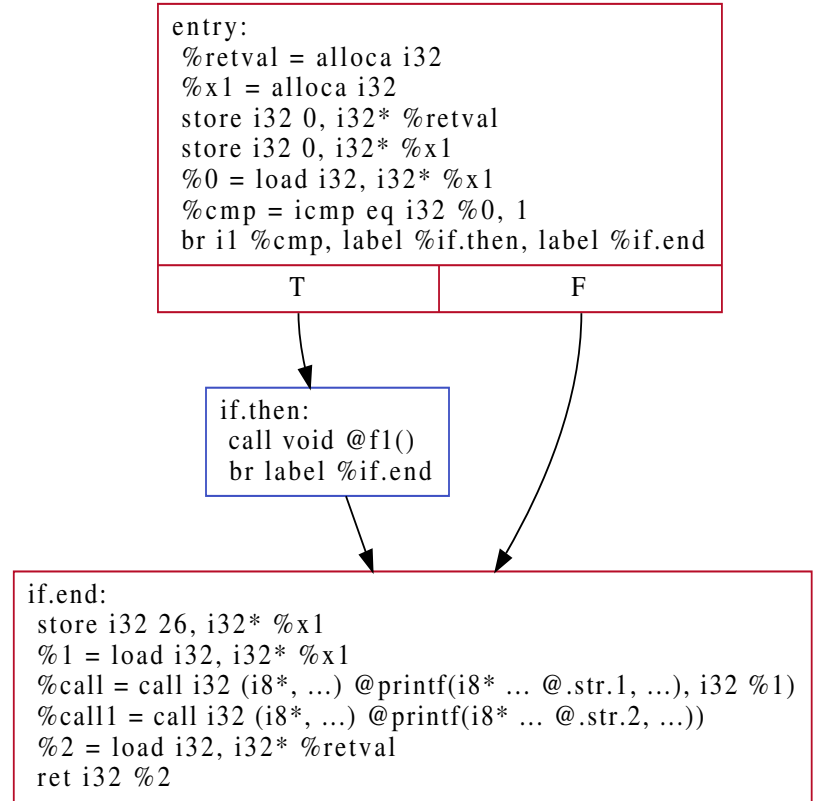 entry:
%retval = alloca i32
%x1 = alloca i32
store i32 0, i32* %retval
store i32 0, i32* %x1
%0 = load i32, i32* %x1
%cmp = icmp eq i32 %0, 1
br i1 %cmp, label %if.then, label %if.end
T F
if.then:
call void @f1()
br label %if.end
if.end:
store i32 26, i32* %x1
%1 = load i32, i32* %x1
%call = call i32 (i8*, ...) @printf(i8* ... @.str.1, ...), i32 %1)
%call1 = call i32 (i8*, ...) @printf(i8* ... @.str.2, ...))
%2 = load i32, i32* %retval
ret i32 %2